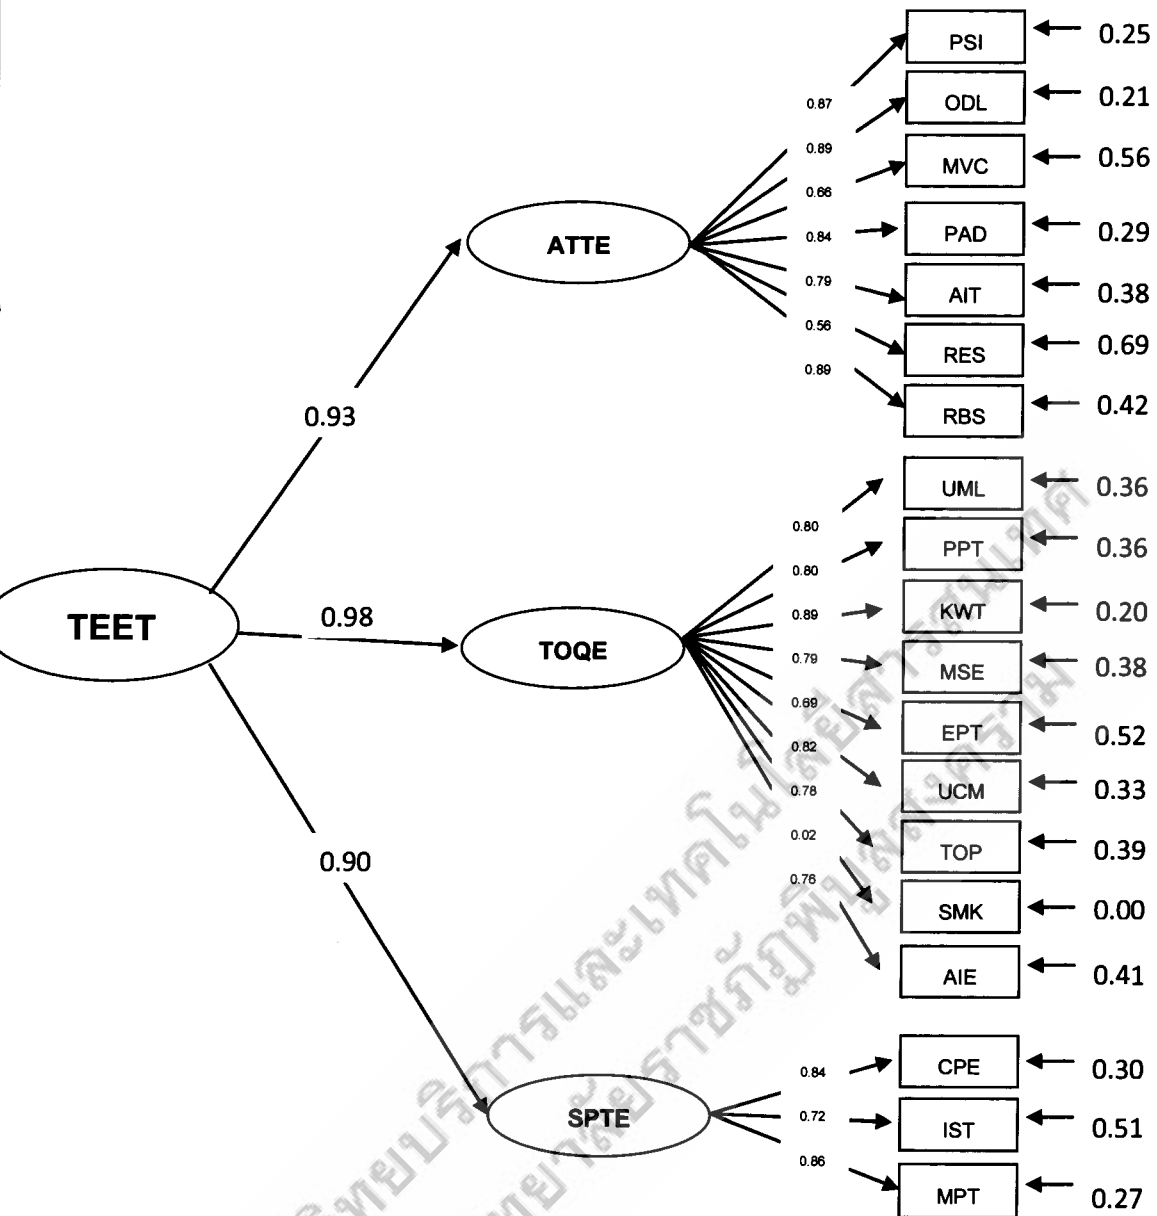 PSI 0.25
0.87
ODL 0.21
0.89
MVC 0.56
0.66
ATTE
PAD 0.29
0.84
AIT 0.38
0.79
RES 0.69
0.56
RBS 0.42
0.89
0.93
UML 0.36
0.80
PPT 0.36
0.80
KWT 0.20
0.89
TEET
0.98
TOQE
MSE 0.38
0.79
EPT 0.52
0.69
UCM 0.33
0.82
0.78
TOP 0.39
0.02
0.90
SMK 0.00
0.76
AIE 0.41
CPE 0.30
0.84
SPTE
IST 0.51
0.72
MPT 0.27
0.86